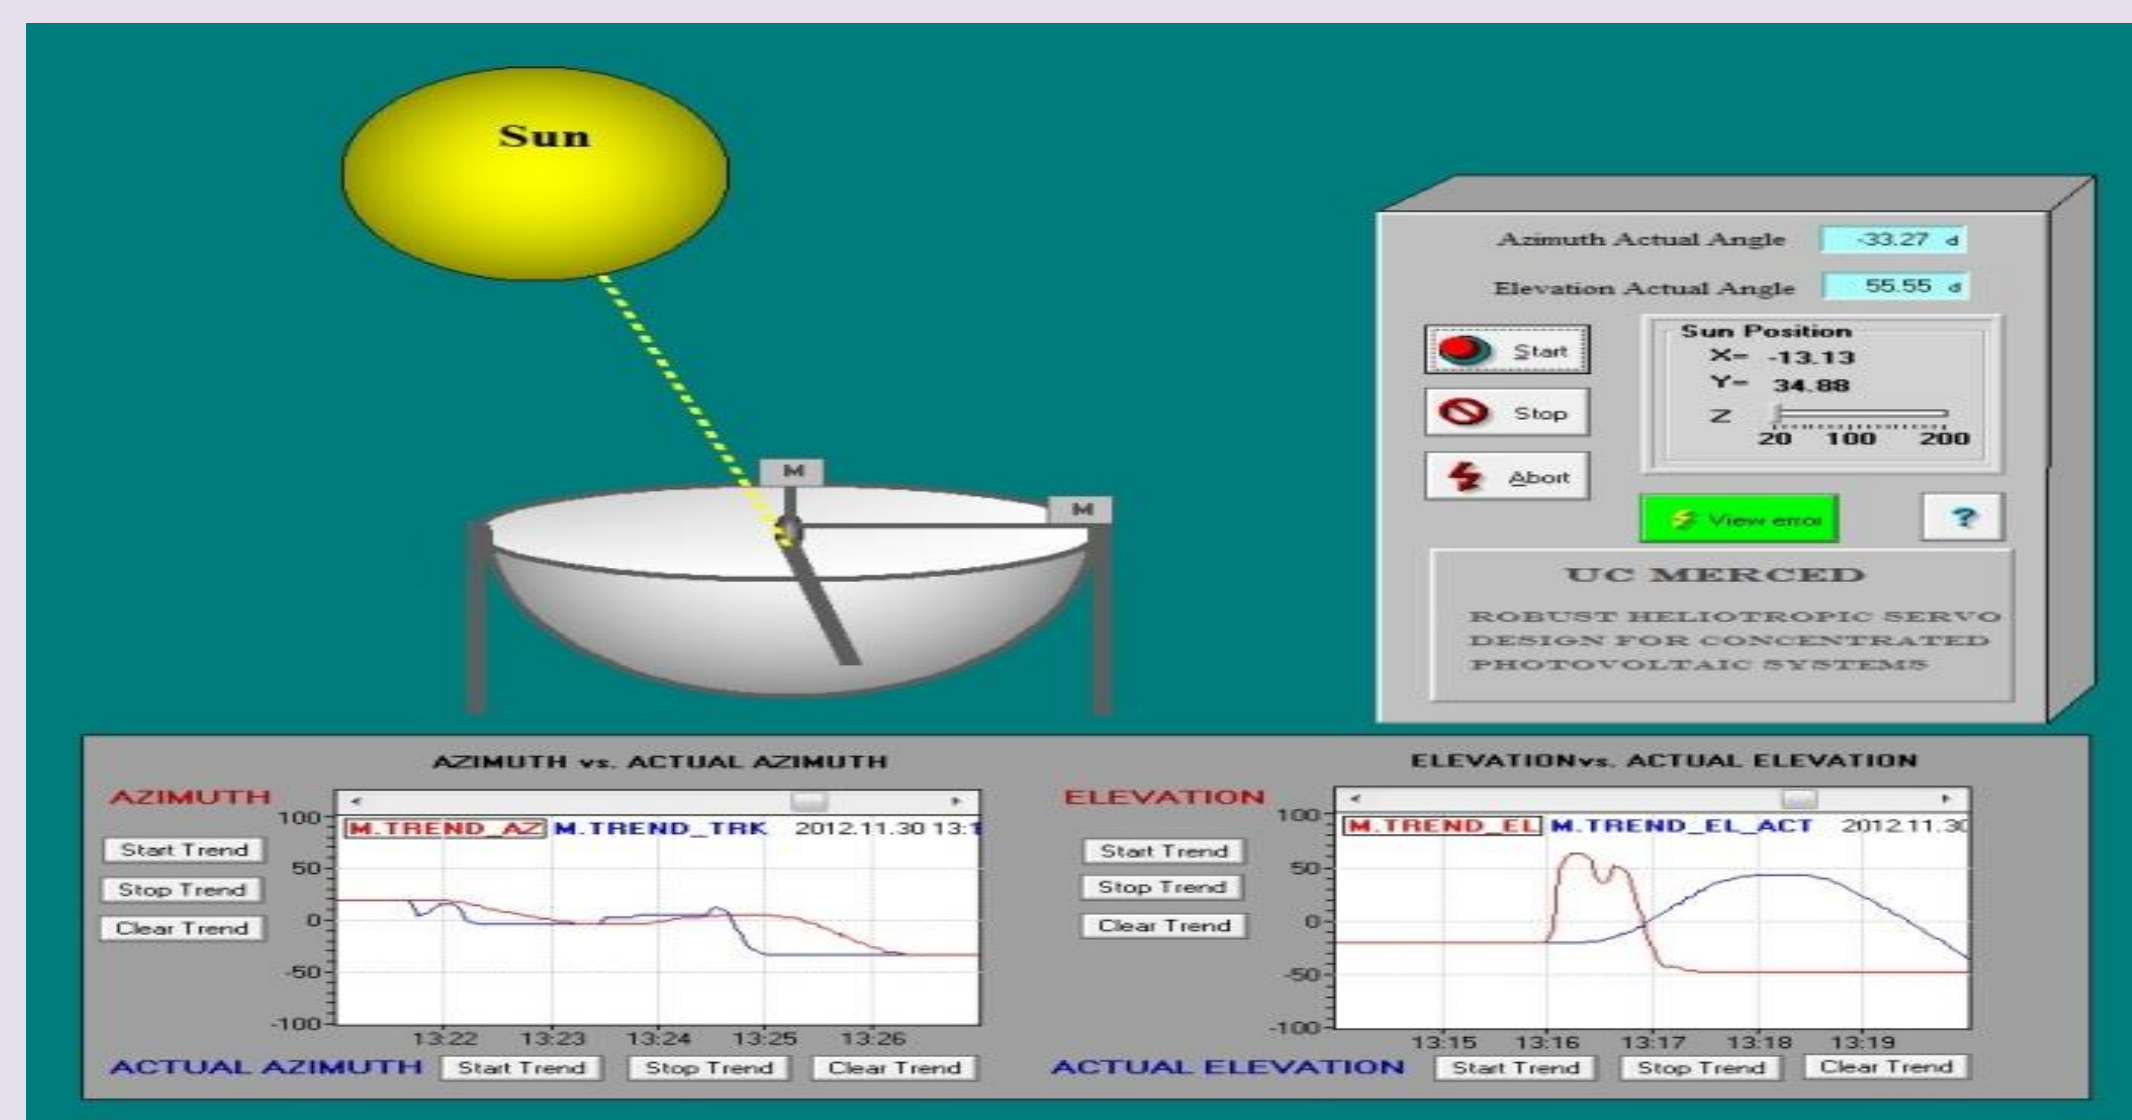 Sun
M
M
Azimuth Actual Angle -33.27 d
Elevation Actual Angle 55.55 d
Start
Stop
Abort
Sun Position
X= -13.13
Y= 34.88
Z
20 100 200
View error
?
UC MERCED
ROBUST HELIOTROPIC SERVO
DESIGN FOR CONCENTRATED
PHOTOVOLTAIC SYSTEMS
AZIMUTH vs. ACTUAL AZIMUTH
AZIMUTH
Start Trend
Stop Trend
Clear Trend
M.TREND_AZ M.TREND_TRK 2012.11.30 13:1
100
50
0
-50
-100
13:22 13:23 13:24 13:25 13:26
ACTUAL AZIMUTH Start Trend Stop Trend Clear Trend
ELEVATIONvs. ACTUAL ELEVATION
ELEVATION
Start Trend
Stop Trend
Clear Trend
M.TREND_EL M.TREND_EL_ACT 2012.11.30
100
50
0
-50
-100
13:15 13:16 13:17 13:18 13:19
ACTUAL ELEVATION Start Trend Stop Trend Clear Trend